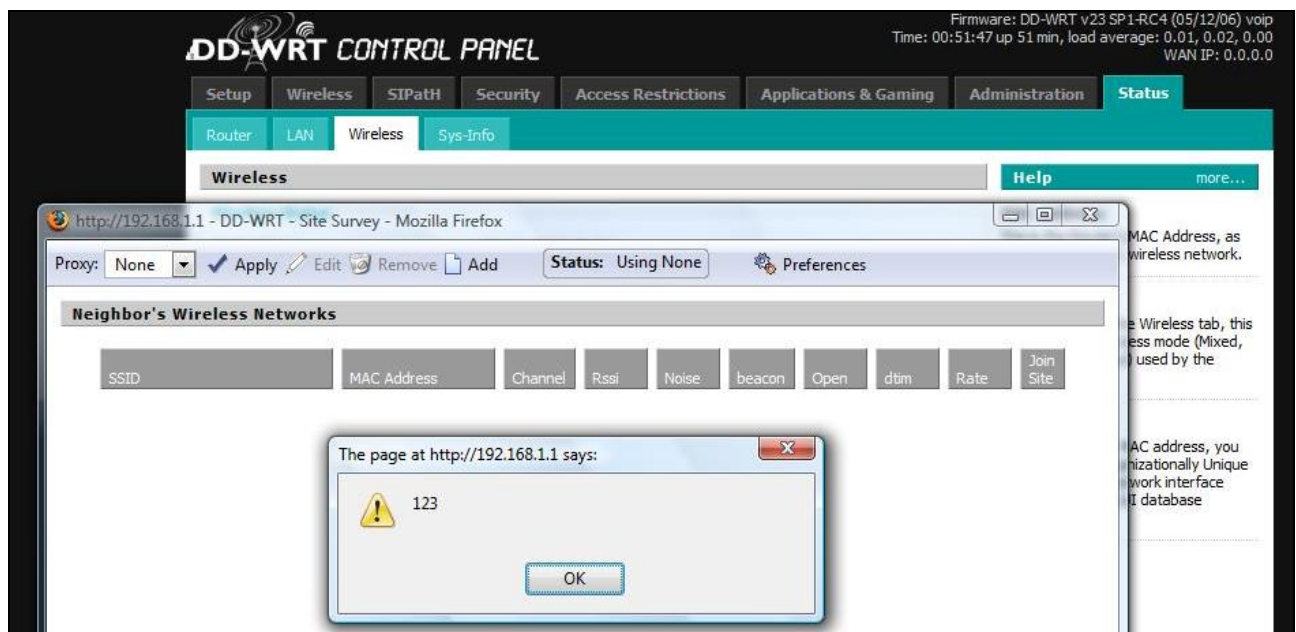 Firmware: DD-WRT v23 SP1-RC4 (05/12/06) voip
Time: 00:51:47 up 51 min, load average: 0.01, 0.02, 0.00
WAN IP: 0.0.0.0
DD-WRT CONTROL PANEL
Setup Wireless SIPatH Security Access Restrictions Applications & Gaming Administration Status
Router LAN Wireless Sys-Info
Wireless
Help more...
http://192.168.1.1 - DD-WRT - Site Survey - Mozilla Firefox
MAC Address, as
wireless network.
Proxy: None Apply Edit Remove Add Status: Using None Preferences
Neighbor's Wireless Networks
Wireless tab, this
mode (Mixed,
used by the
SSID MAC Address Channel Rssi Noise beacon Open dtim Rate Join Site
The page at http://192.168.1.1 says:
address, you
Unique
interface
database
123
OK